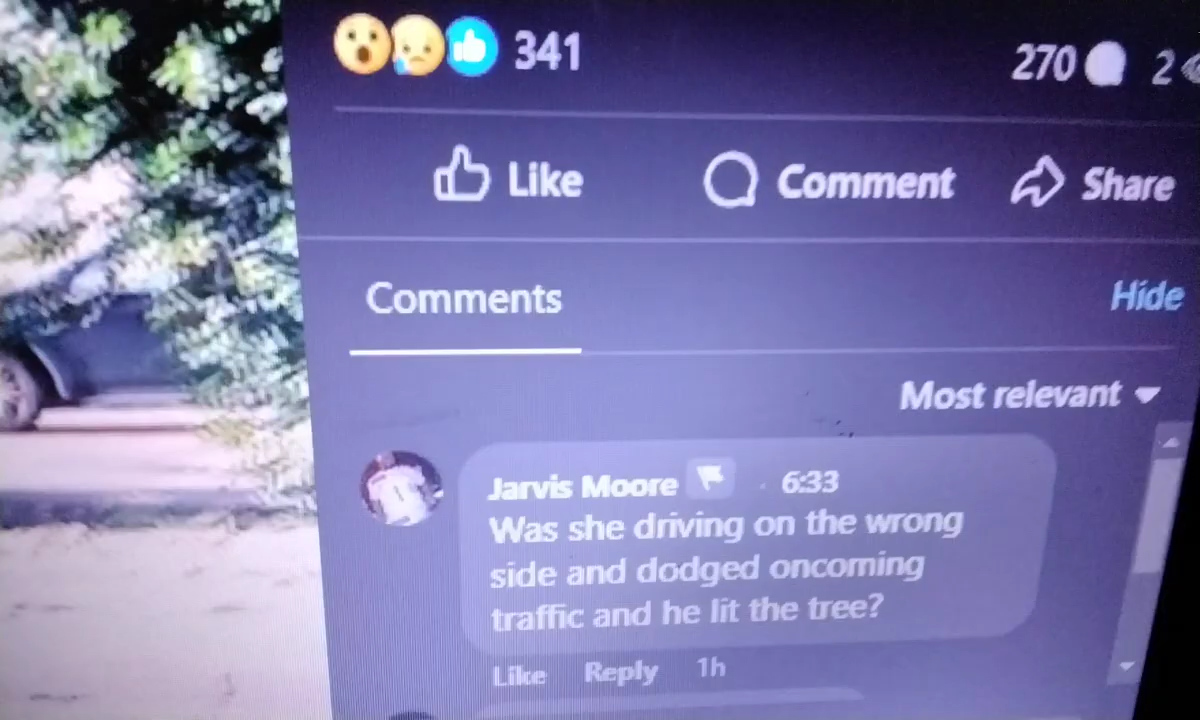 341
270 2
Like Comment Share
Comments
Hide
Most relevant
Jarvis Moore · 6:33
Was she driving on the wrong
side and dodged oncoming
traffic and he lit the tree?
Like Reply 1h